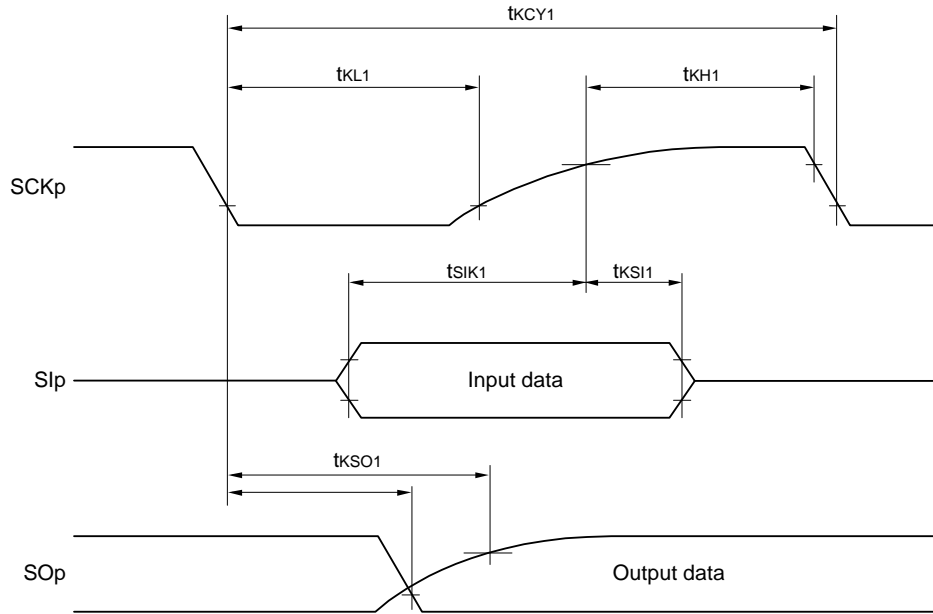 tKCY1
tKL1
tKH1
SCKp
tSIK1
tKSI1
SIp
Input data
tKSO1
SOp
Output data